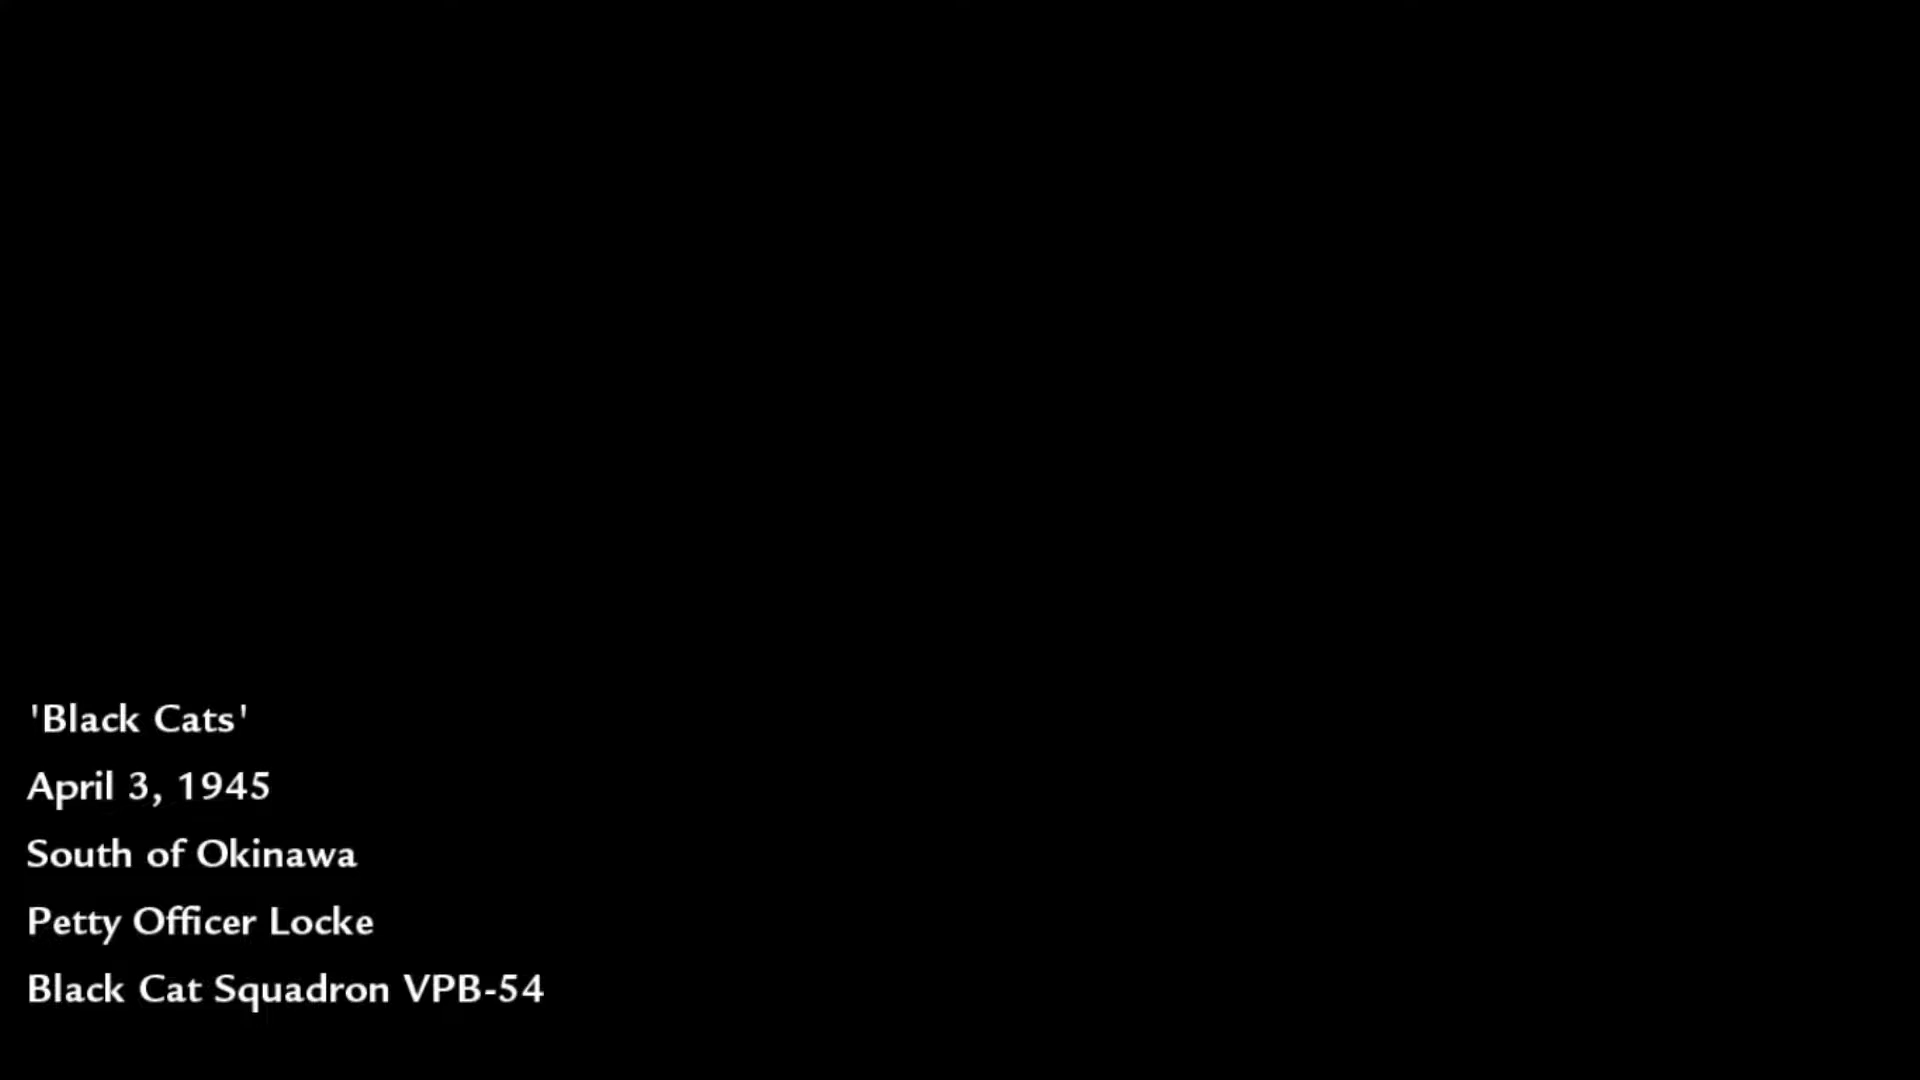 'Black Cats'
April 3, 1945
South of Okinawa
Petty Officer Locke
Black Cat Squadron VPB-54